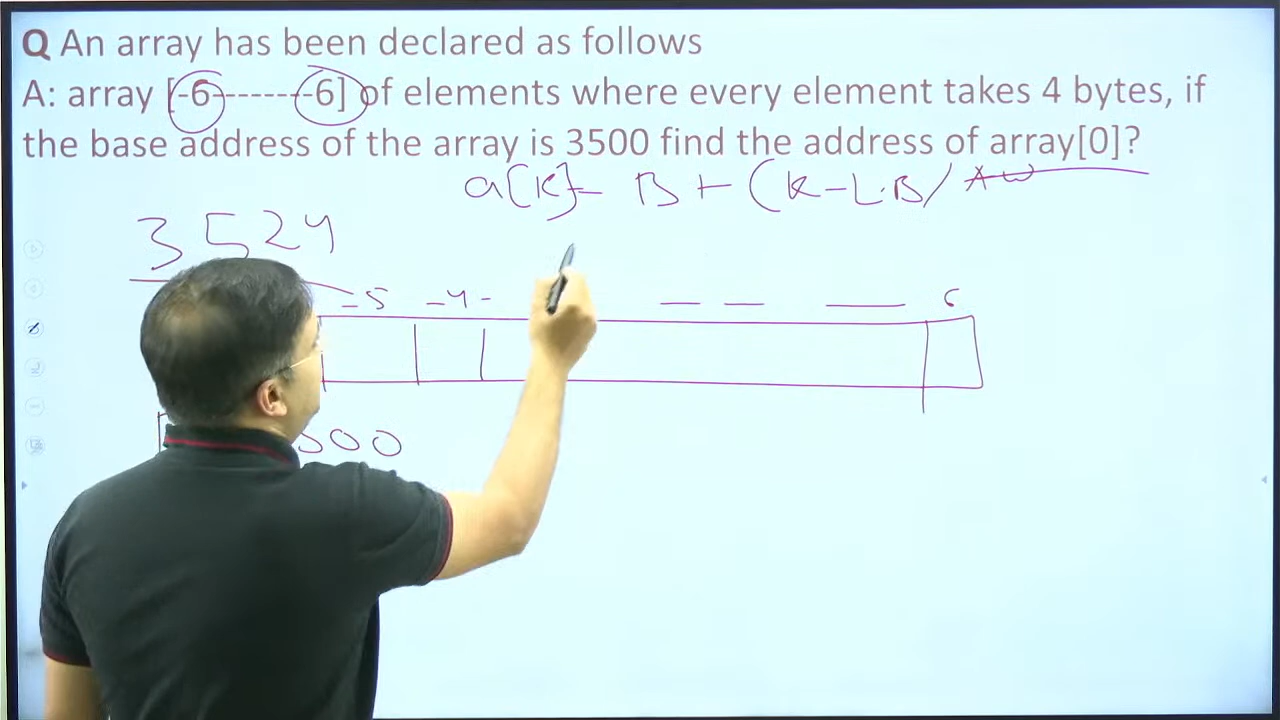 Q An array has been declared as follows
A: array [-6-------6] of elements where every element takes 4 bytes, if
the base address of the array is 3500 find the address of array[0]?
a[K]= B + (K-L.B) * W
3524
-5 -4 - — — — 6
500